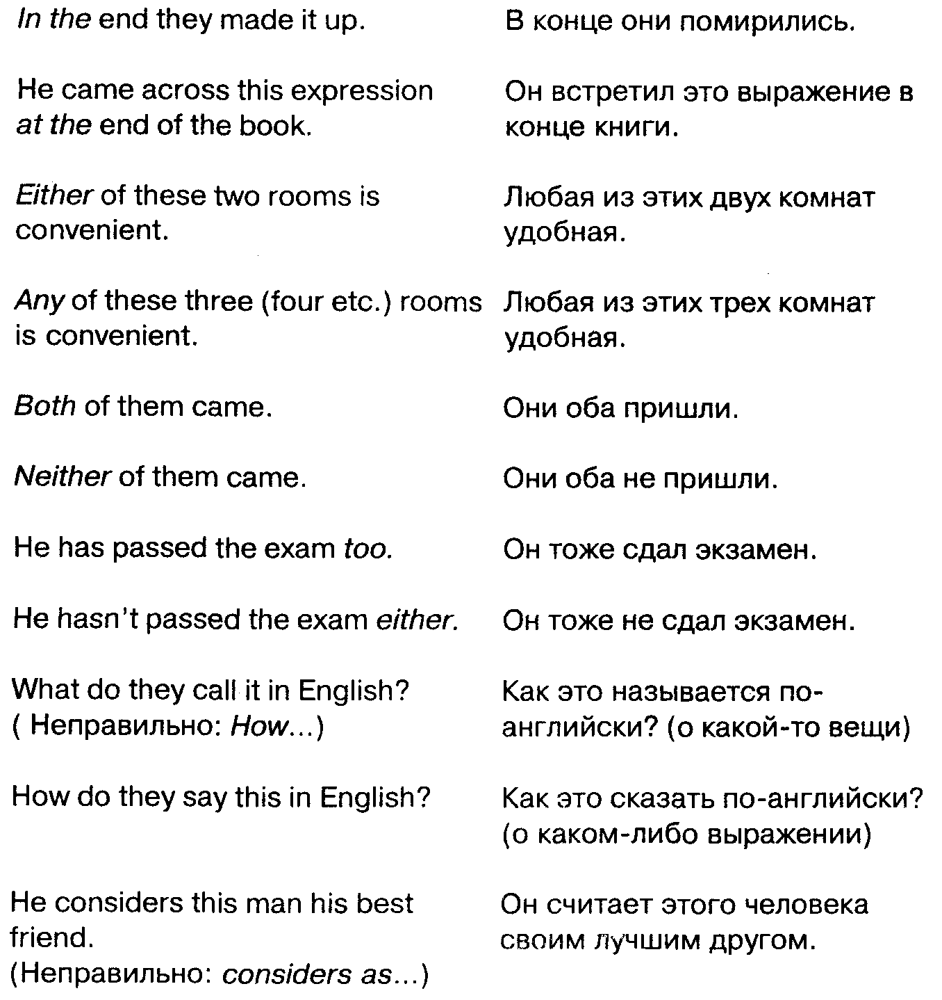 In the end they made it up.
В конце они помирились.
He came across this expression
at the end of the book.
Он встретил это выражение в
конце книги.
Either of these two rooms is
convenient.
Любая из этих двух комнат
удобная.
Any of these three (four etc.) rooms
is convenient.
Любая из этих трех комнат
удобная.
Both of them came.
Они оба пришли.
Neither of them came.
Они оба не пришли.
He has passed the exam too.
Он тоже сдал экзамен.
He hasn't passed the exam either.
Он тоже не сдал экзамен.
What do they call it in English?
( Неправильно: How...)
Как это называется по-
английски? (о какой-то вещи)
How do they say this in English?
Как это сказать по-английски?
(о каком-либо выражении)
He considers this man his best
friend.
(Неправильно: considers as...)
Он считает этого человека
своим лучшим другом.